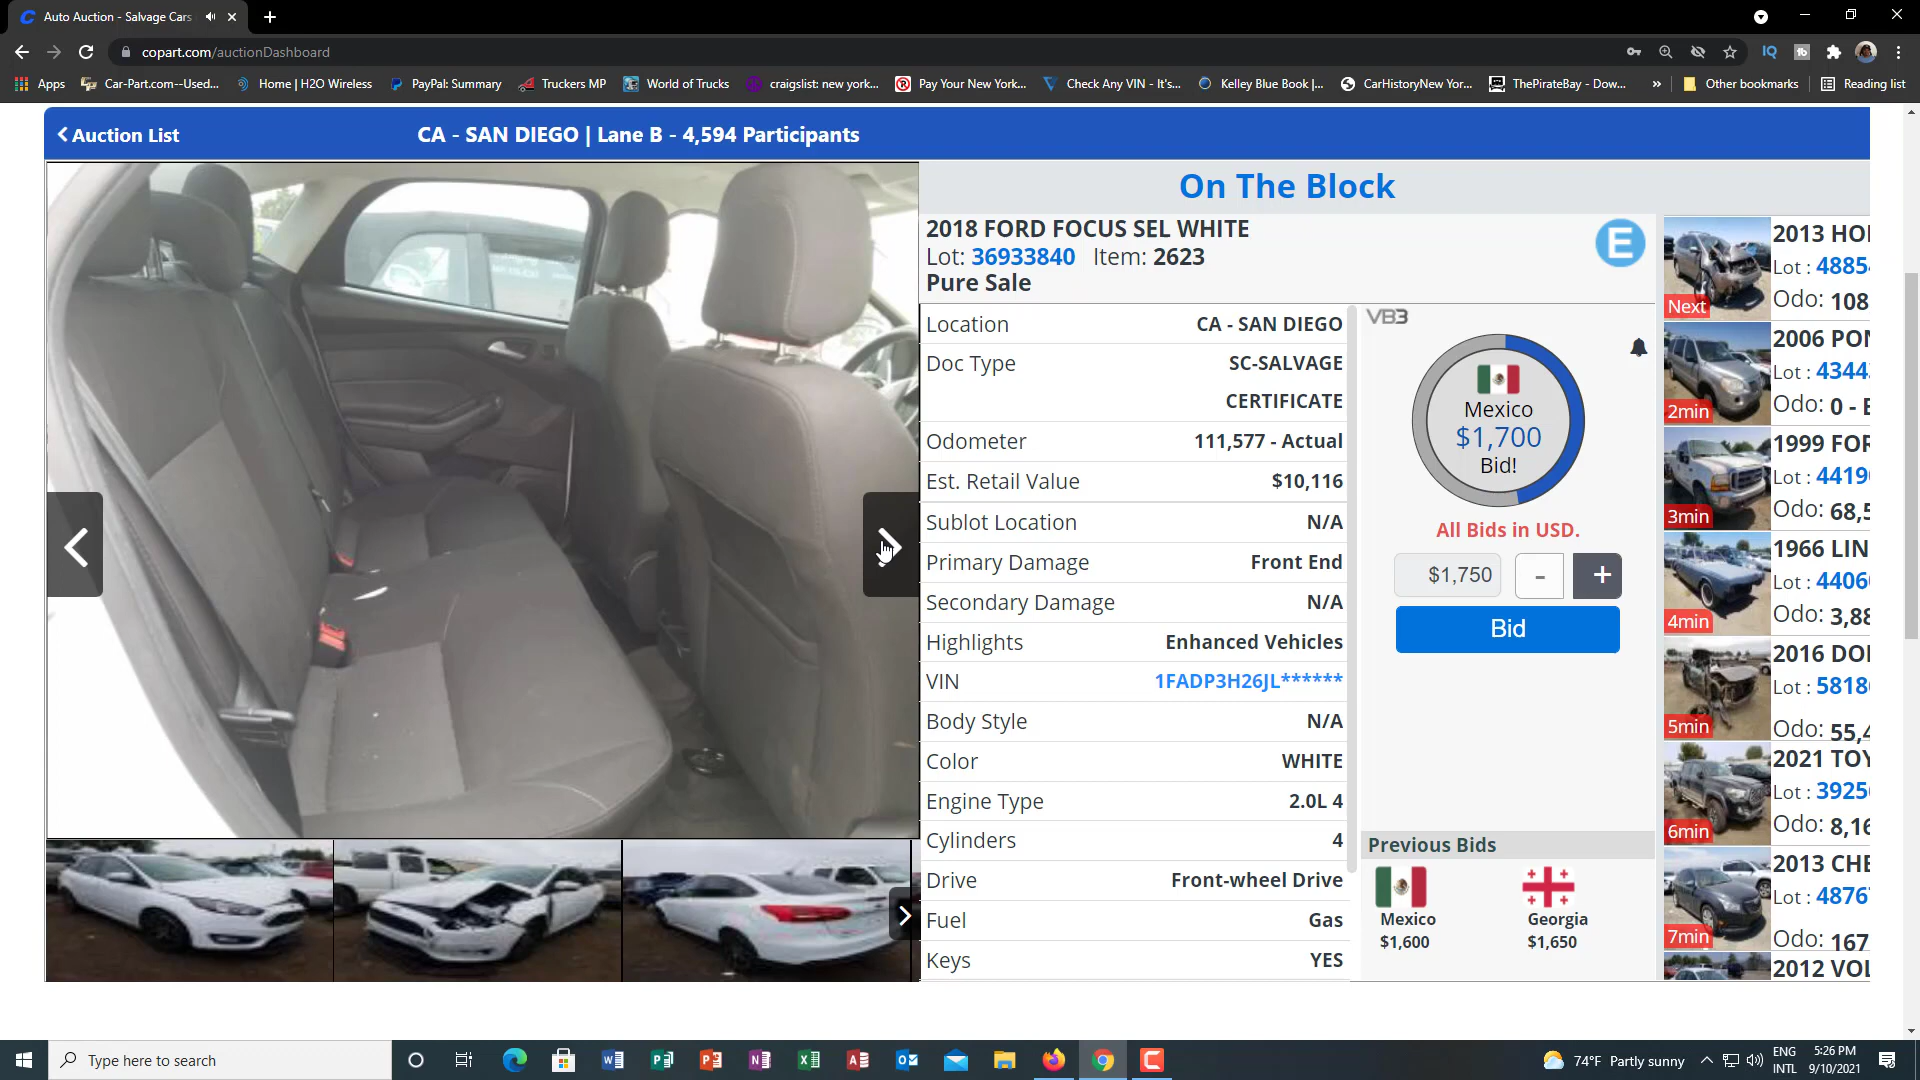 Auto Auction - Salvage Cars
copart.com/auctionDashboard
Apps
Car-Part.com--Used...
Home | H2O Wireless
PayPal: Summary
Truckers MP
World of Trucks
craigslist: new york...
Pay Your New York...
Check Any VIN - It's...
Kelley Blue Book |...
CarHistoryNew Yor...
ThePirateBay - Dow...
»
Other bookmarks
Reading list
Auction List
CA - SAN DIEGO | Lane B - 4,594 Participants
On The Block
2018 FORD FOCUS SEL WHITE
Lot: 36933840 Item: 2623
Pure Sale
E
Location CA - SAN DIEGO
Doc Type SC-SALVAGE
CERTIFICATE
Odometer 111,577 - Actual
Est. Retail Value $10,116
Sublot Location N/A
Primary Damage Front End
Secondary Damage N/A
Highlights Enhanced Vehicles
VIN 1FADP3H26JL******
Body Style N/A
Color WHITE
Engine Type 2.0L 4
Cylinders 4
Drive Front-wheel Drive
Fuel Gas
Keys YES
VB3
Mexico
$1,700
Bid!
All Bids in USD.
$1,750 - +
Bid
Previous Bids
Mexico
$1,600
Georgia
$1,650
2013 HO
Lot : 4885
Odo: 108
Next
2006 PON
Lot : 4344
Odo: 0 - E
2min
1999 FOR
Lot : 4419
Odo: 68,5
3min
1966 LIN
Lot : 4406
Odo: 3,88
4min
2016 DO
Lot : 5818
Odo: 55,4
5min
2021 TOY
Lot : 3925
Odo: 8,16
6min
2013 CHE
Lot : 4876
Odo: 167
7min
2012 VOL
Type here to search
74°F Partly sunny
ENG
INTL
5:26 PM
9/10/2021